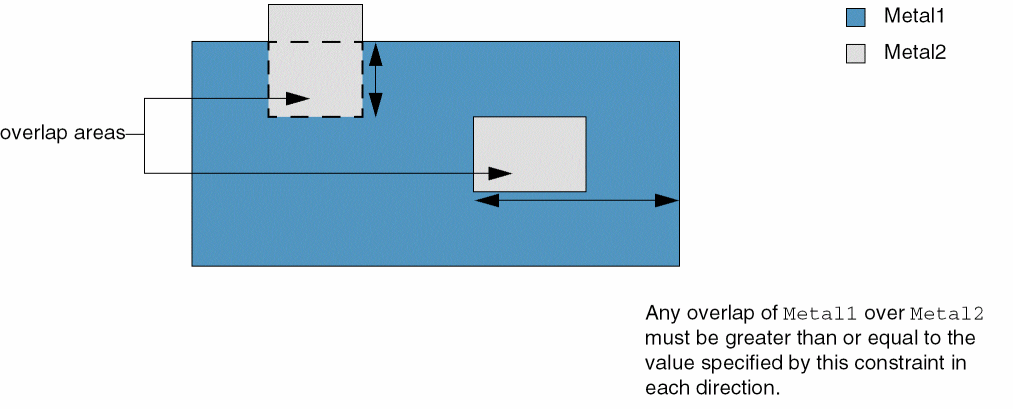 Metal1
Metal2
overlap areas
Any overlap of Metal1 over Metal2
must be greater than or equal to the
value specified by this constraint in
each direction.